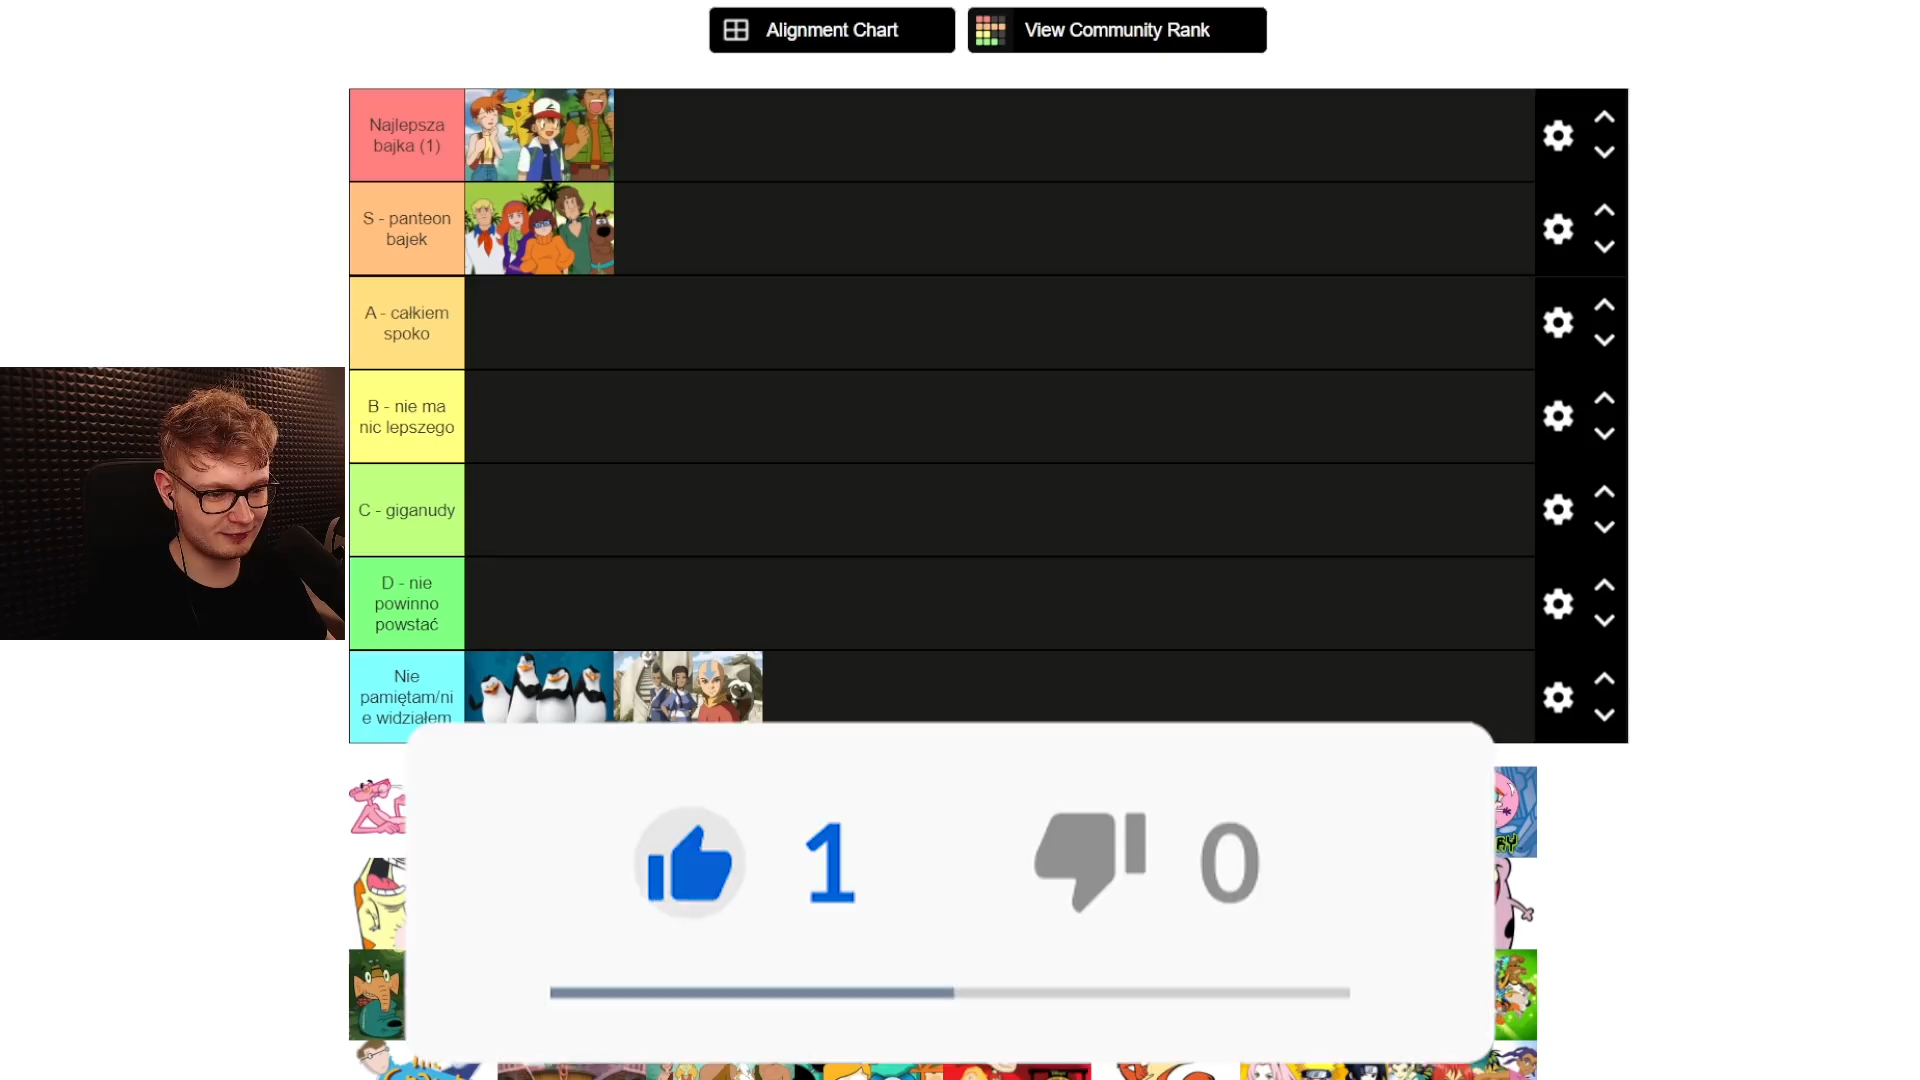 Alignment Chart
View Community Rank
Najlepsza
bajka (1)
S - panteon
bajek
A - całkiem
spoko
B - nie ma
nic lepszego
C - giganudy
D - nie
powinno
powstać
Nie
pamiętam/ni
e widziałem
1
0